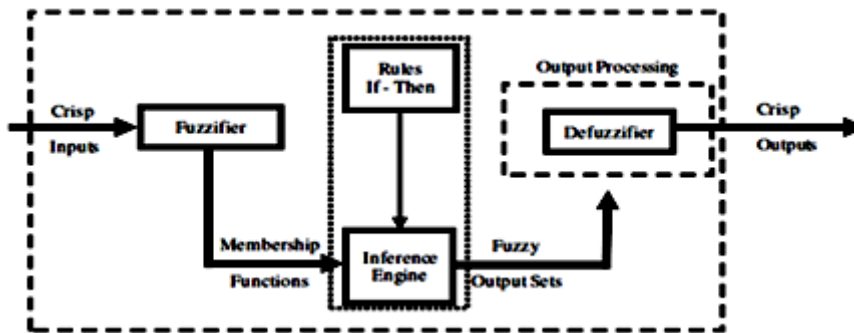 Crisp
Inputs
Fuzzifier
Membership
Functions
Rules
If - Then
Inference
Engine
Fuzzy
Output Sets
Output Processing
Defuzzifier
Crisp
Outputs